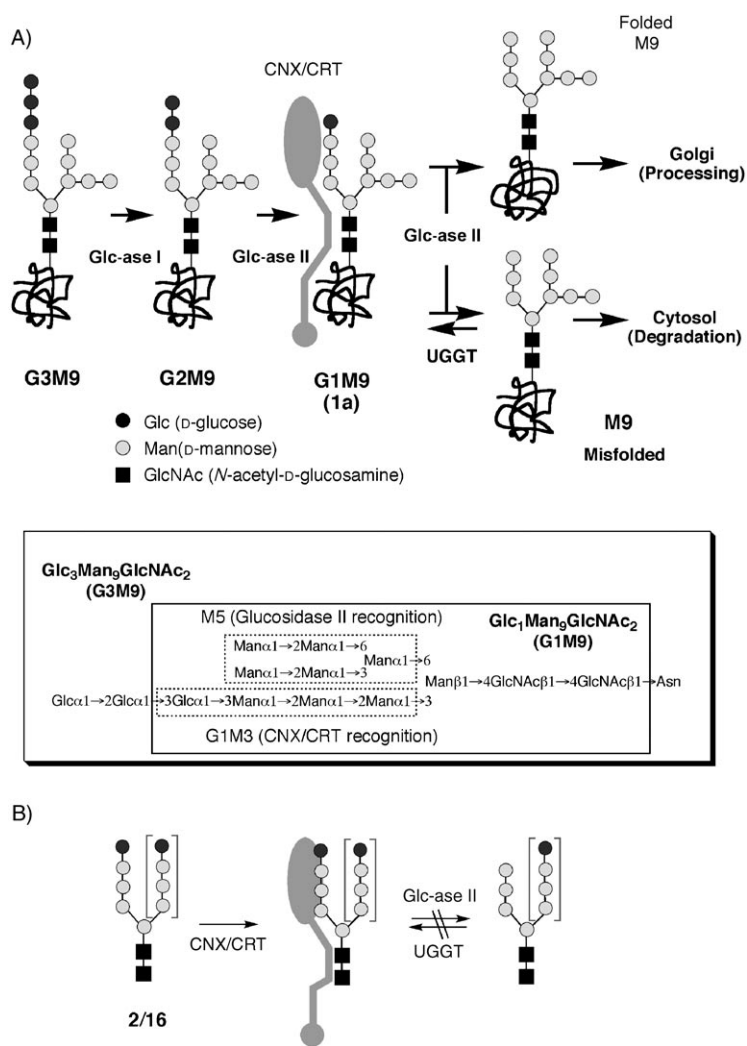 A)
CNX/CRT
Folded
M9
Glc-ase I
Glc-ase II
Glc-ase II
UGGT
Golgi
(Processing)
Cytosol
(Degradation)
G3M9
G2M9
G1M9
(1a)
M9
Misfolded
Glc (D-glucose)
Man(D-mannose)
GlcNAc (N-acetyl-D-glucosamine)
Glc₃Man₉GlcNAc₂
(G3M9)
M5 (Glucosidase II recognition)
Glc₁Man₉GlcNAc₂
(G1M9)
Manα1→2Manα1→6
Manα1→6
Manα1→2Manα1→3
Manβ1→4GlcNAcβ1→4GlcNAcβ1→Asn
Glcα1→2Glcα1→3Glcα1→3Manα1→2Manα1→2Manα1→3
G1M3 (CNX/CRT recognition)
B)
CNX/CRT
Glc-ase II
UGGT
2/16